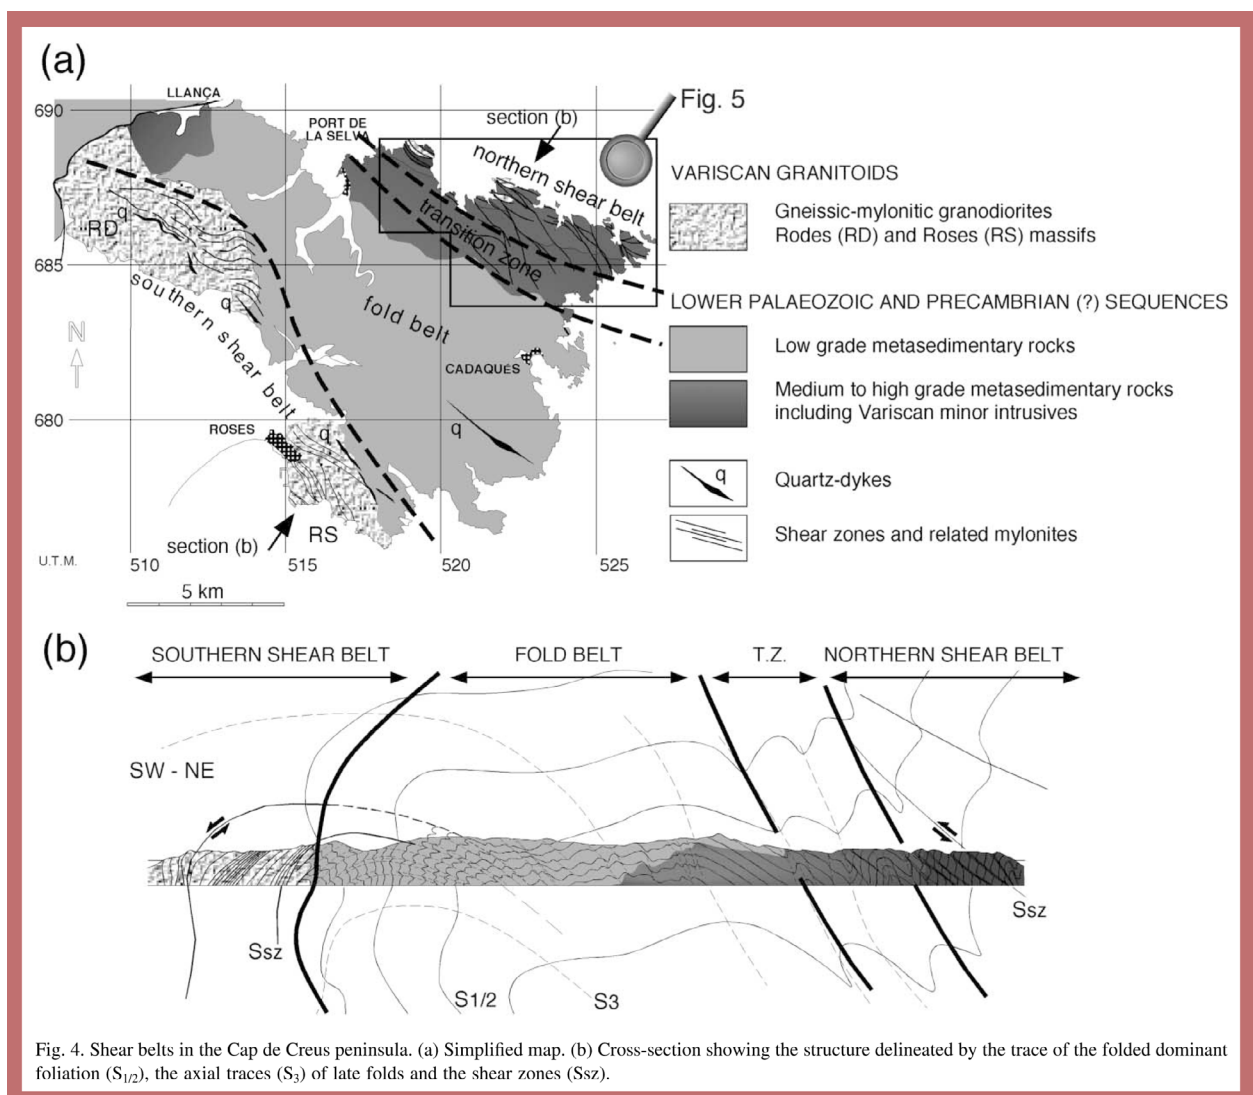 (a)
LLANÇA
690
PORT DE
LA SELVA
section (b)
Fig. 5
northern shear belt
VARISCAN GRANITOIDS
Gneissic-mylonitic granodiorites
Rodes (RD) and Roses (RS) massifs
q
RD
transition zone
685
southern shear belt
q
fold belt
LOWER PALAEOZOIC AND PRECAMBRIAN (?) SEQUENCES
N
Low grade metasedimentary rocks
CADAQUÉS
Medium to high grade metasedimentary rocks
including Variscan minor intrusives
680
ROSES
q
q
q
Quartz-dykes
section (b)
RS
Shear zones and related mylonites
U.T.M.
510
515
520
525
5 km
(b)
SOUTHERN SHEAR BELT
FOLD BELT
T.Z.
NORTHERN SHEAR BELT
SW - NE
Ssz
Ssz
S1/2
S3
Fig. 4. Shear belts in the Cap de Creus peninsula. (a) Simplified map. (b) Cross-section showing the structure delineated by the trace of the folded dominant
foliation (S1/2), the axial traces (S3) of late folds and the shear zones (Ssz).